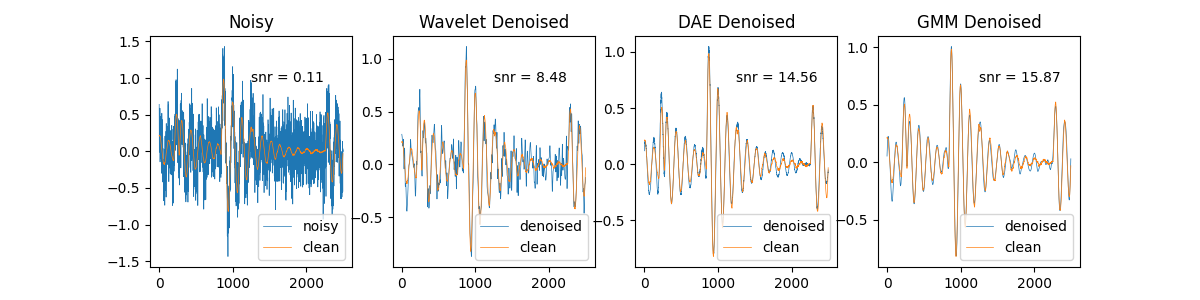 Noisy
1.5
1.0
0.5
0.0
−0.5
−1.0
−1.5
0
1000
2000
snr = 0.11
noisy
clean
Wavelet Denoised
1.0
0.5
0.0
−0.5
0
1000
2000
snr = 8.48
denoised
clean
DAE Denoised
1.0
0.5
0.0
−0.5
0
1000
2000
snr = 14.56
denoised
clean
GMM Denoised
1.0
0.5
0.0
−0.5
0
1000
2000
snr = 15.87
denoised
clean